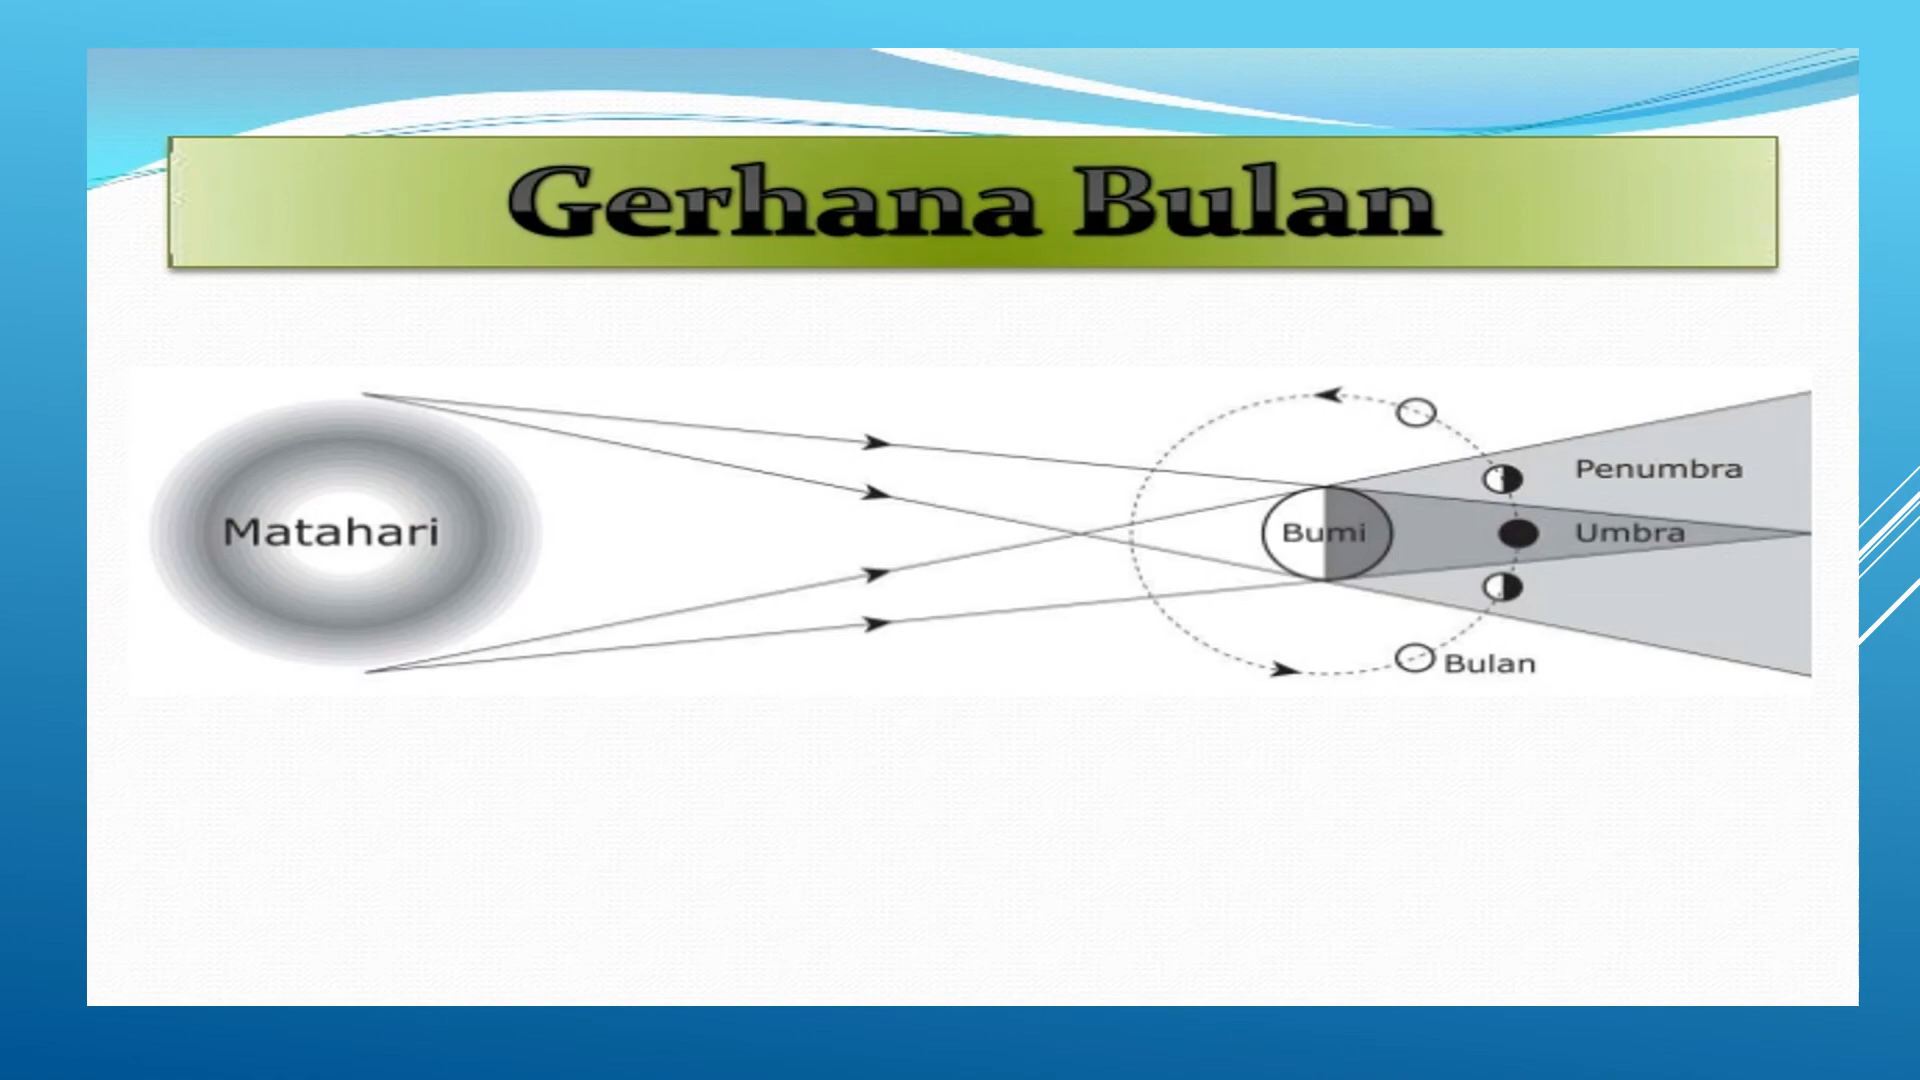 Gerhana Bulan
Penumbra
Matahari
Bumi
Umbra
Bulan